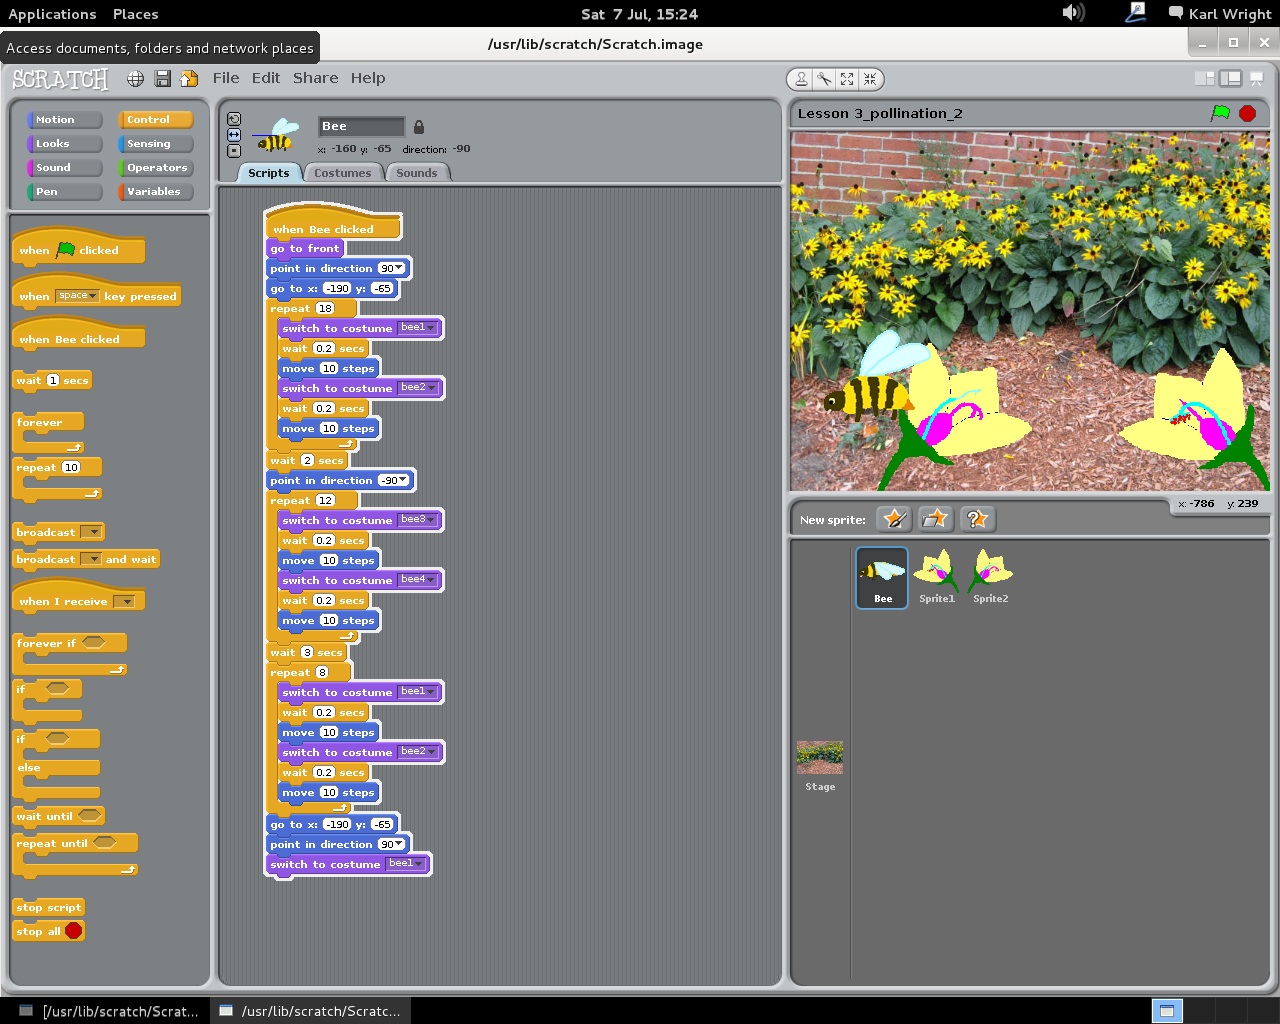 Applications Places
Sat 7 Jul, 15:24
Karl Wright
Access documents, folders and network places
/usr/lib/scratch/Scratch.image
SCRATCH
File Edit Share Help
Motion Control
Looks Sensing
Sound Operators
Pen Variables
when clicked
when space key pressed
when Bee clicked
wait 1 secs
forever
repeat 10
broadcast
broadcast and wait
when I receive
forever if
if
if
else
wait until
repeat until
stop script
stop all
Bee
x: -160 y: -65 direction: -90
Scripts Costumes Sounds
when Bee clicked
go to front
point in direction 90
go to x: -190 y: -65
repeat 18
switch to costume bee1
wait 0.2 secs
move 10 steps
switch to costume bee2
wait 0.2 secs
move 10 steps
wait 2 secs
point in direction -90
repeat 12
switch to costume bee3
wait 0.2 secs
move 10 steps
switch to costume bee4
wait 0.2 secs
move 10 steps
wait 3 secs
repeat 8
switch to costume bee1
wait 0.2 secs
move 10 steps
switch to costume bee2
wait 0.2 secs
move 10 steps
go to x: -190 y: -65
point in direction 90
switch to costume bee1
Lesson 3_pollination_2
x: -786 y: 239
New sprite:
Bee Sprite1 Sprite2
Stage
[/usr/lib/scratch/Scrat...
/usr/lib/scratch/Scratc...